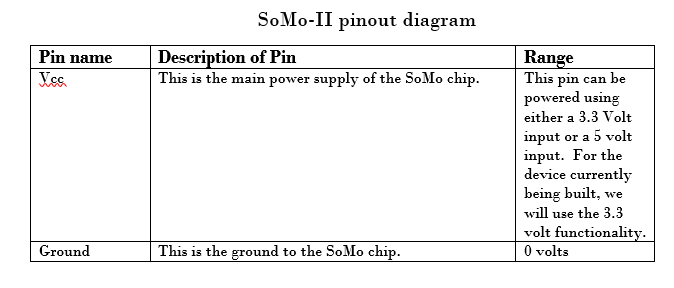 SoMo-II pinout diagram
Pin name Description of Pin Range
Vcc This is the main power supply of the SoMo chip. This pin can be
powered using
either a 3.3 Volt
input or a 5 volt
input.  For the
device currently
being built, we
will use the 3.3
volt functionality.
Ground This is the ground to the SoMo chip. 0 volts